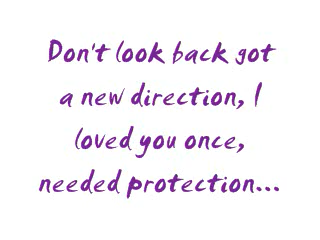 Don't look back got
a new direction, I
loved you once,
needed protection...